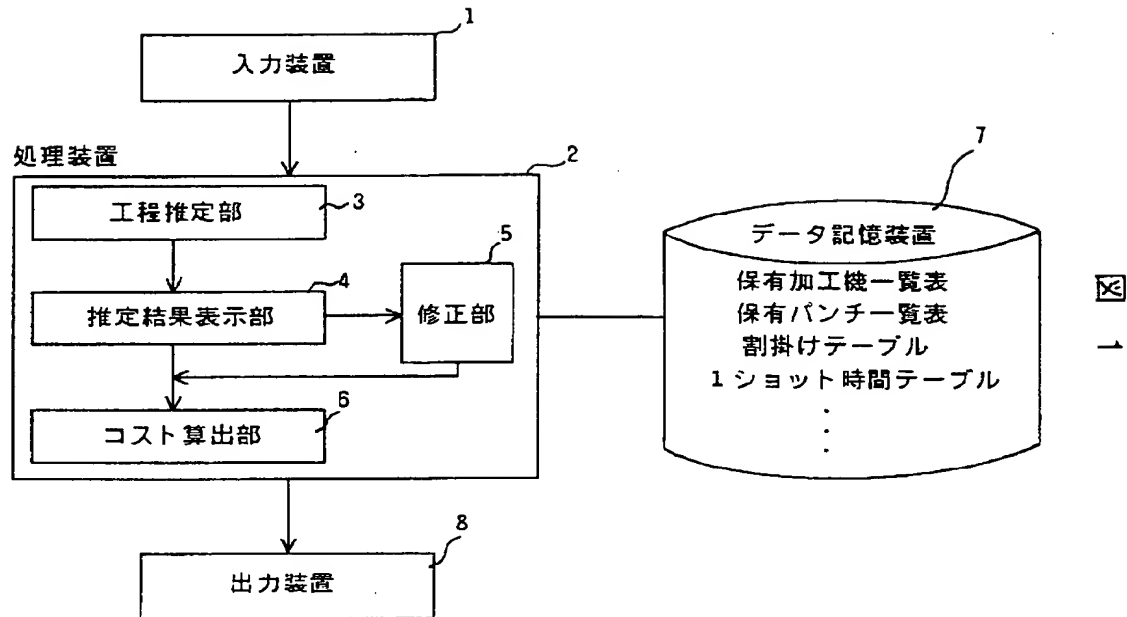 1
入力装置
処理装置
2
工程推定部
3
推定結果表示部
4
修正部
5
コスト算出部
6
7
データ記憶装置
保有加工機一覧表
保有パンチ一覧表
割掛けテーブル
1ショット時間テーブル
・
・
・
8
出力装置
図1